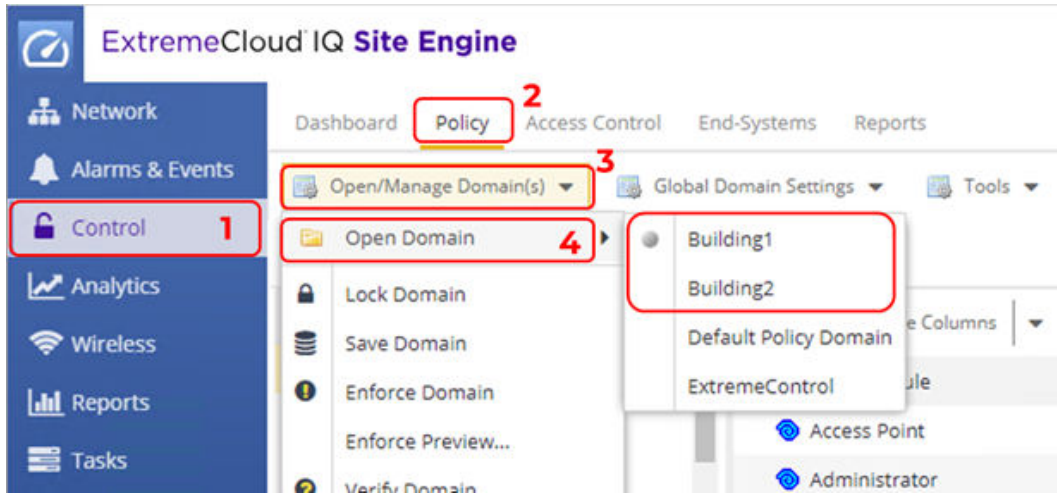 ExtremeCloud IQ Site Engine
Network
Alarms & Events
Control 1
Analytics
Wireless
Reports
Tasks
2
Dashboard Policy Access Control End-Systems Reports
3
Open/Manage Domain(s) Global Domain Settings Tools
Open Domain 4
Lock Domain
Save Domain
Enforce Domain
Enforce Preview...
Verify Domain
Building1
Building2
Default Policy Domain
ExtremeControl
Columns
Access Point
Administrator